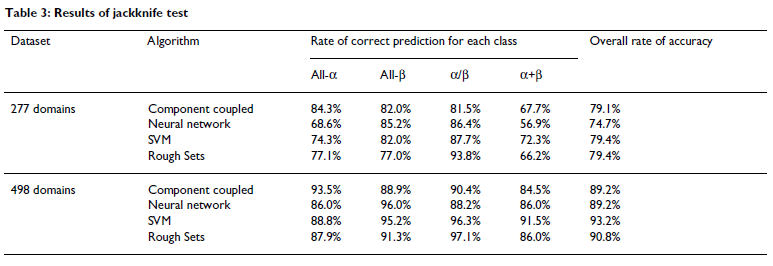 Table 3: Results of jackknife test
Dataset Algorithm Rate of correct prediction for each class Overall rate of accuracy
All-α All-β α/β α+β
277 domains Component coupled 84.3% 82.0% 81.5% 67.7% 79.1%
Neural network 68.6% 85.2% 86.4% 56.9% 74.7%
SVM 74.3% 82.0% 87.7% 72.3% 79.4%
Rough Sets 77.1% 77.0% 93.8% 66.2% 79.4%
498 domains Component coupled 93.5% 88.9% 90.4% 84.5% 89.2%
Neural network 86.0% 96.0% 88.2% 86.0% 89.2%
SVM 88.8% 95.2% 96.3% 91.5% 93.2%
Rough Sets 87.9% 91.3% 97.1% 86.0% 90.8%